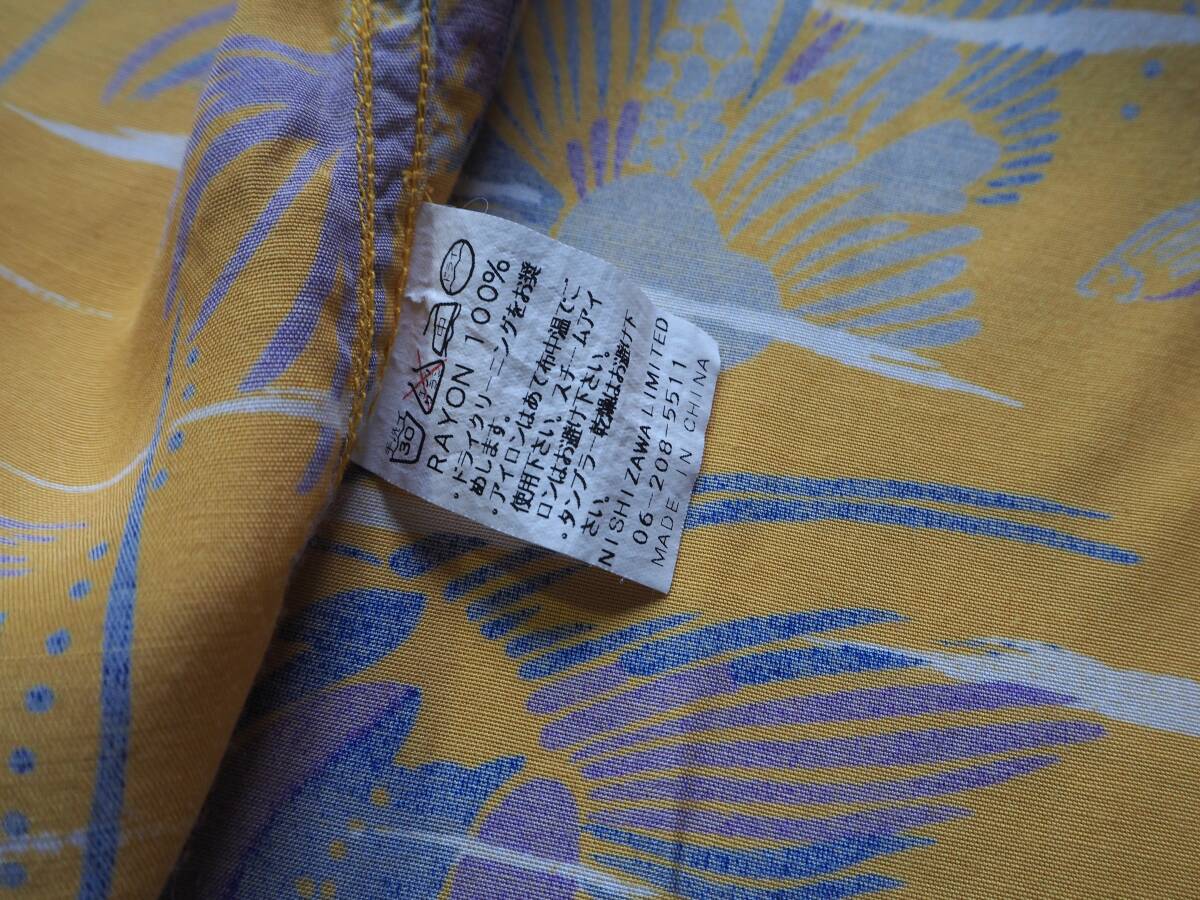 RAYON 100%
。ドライクリーニングをお奨
めします。
アイロンはあて布中温で
使用下さい。スチームアイ
ロンはお避け下さい。
。タンブラー乾燥はお避け下
さい。
NISHIZAWA LIMITED
06-208-5511
MADE IN CHINA
中
30